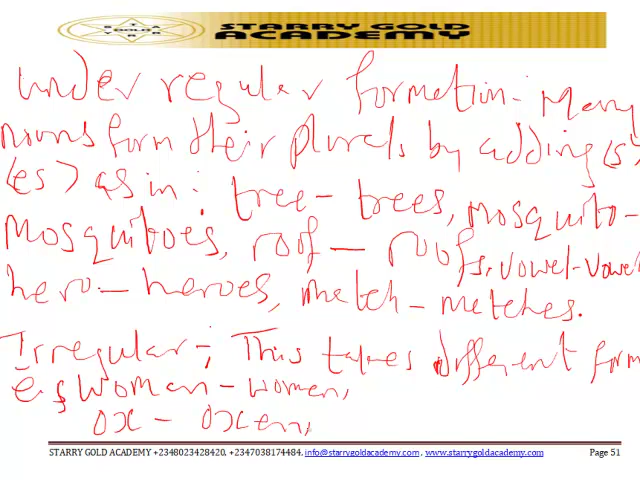 STARRY GOLD
ACADEMY
Under regular formation:- Many
nouns form their plurals by adding (s),
(es) as in: tree - trees, mosquito -
mosquitoes, roof - roofs, vowel - vowel
hero - heroes, match - matches.
Irregular -; This takes different form
e.g Woman - women,
Ox - Oxen,
STARRY GOLD ACADEMY +2348023428420, +2347038174484, info@starrygoldacademy.com, www.starrygoldacademy.com Page 51